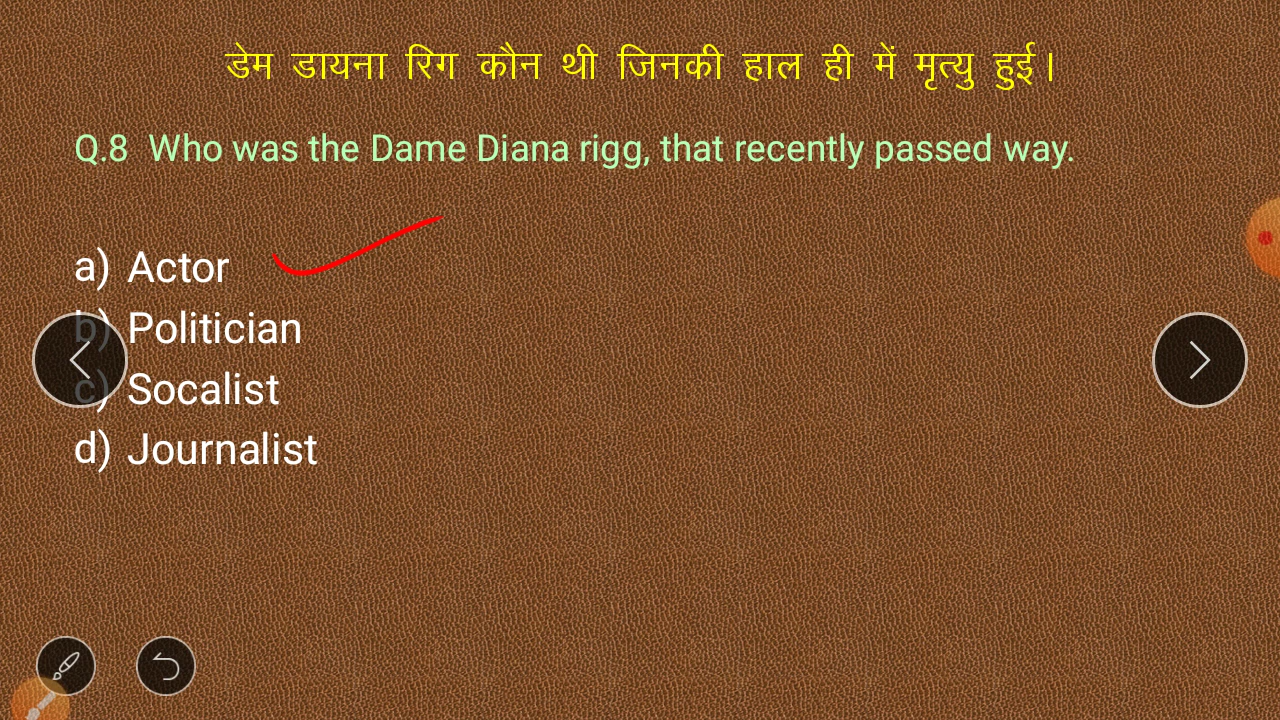 डेम डायना रिग कौन थी जिनकी हाल ही में मृत्यु हुई।
Q.8 Who was the Dame Diana rigg, that recently passed way.
a) Actor
b) Politician
c) Socalist
d) Journalist